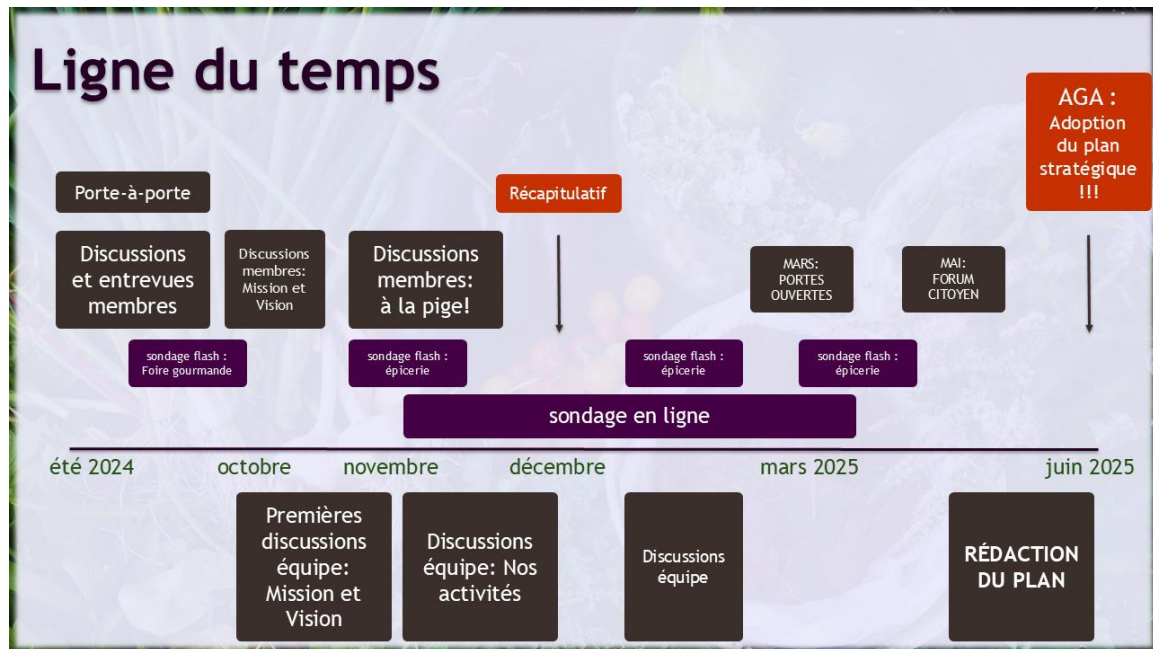 Ligne du temps
AGA :
Adoption
du plan
stratégique
!!!
Porte-à-porte
Récapitulatif
Discussions
et entrevues
membres
Discussions
membres:
Mission et
Vision
Discussions
membres:
à la pige!
MARS:
PORTES
OUVERTES
MAI:
FORUM
CITOYEN
sondage flash :
Foire gourmande
sondage flash :
épicerie
sondage flash :
épicerie
sondage flash :
épicerie
sondage en ligne
été 2024
octobre
novembre
décembre
mars 2025
juin 2025
Premières
discussions
équipe:
Mission et
Vision
Discussions
équipe: Nos
activités
Discussions
équipe
RÉDACTION
DU PLAN